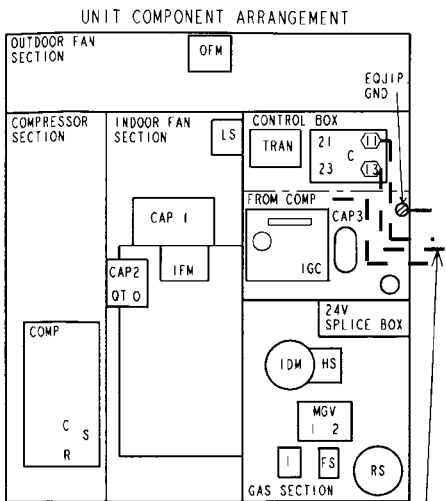 UNIT COMPONENT ARRANGEMENT
OUTDOOR FAN
SECTION
OFM
EQUIP
GND
COMPRESSOR
SECTION
INDOOR FAN
SECTION
LS
CONTROL BOX
TRAN
21
11
C
23
13
FROM COMP
CAP 1
CAP3
IGC
CAP2
QT O
IFM
24V
SPLICE BOX
COMP
C
S
R
IDM
HS
MGV
1 2
I
FS
RS
GAS SECTION